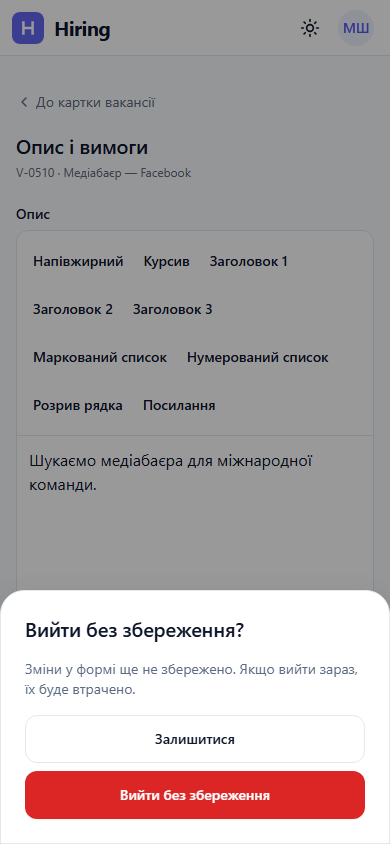 H Hiring МШ
До картки вакансії
Опис і вимоги
V-0510 · Медіабаєр — Facebook
Опис
Напівжирний Курсив Заголовок 1
Заголовок 2 Заголовок 3
Маркований список Нумерований список
Розрив рядка Посилання
Шукаємо медіабаєра для міжнародної
команди.
Вийти без збереження?
Зміни у формі ще не збережено. Якщо вийти зараз,
їх буде втрачено.
Залишитися
Вийти без збереження